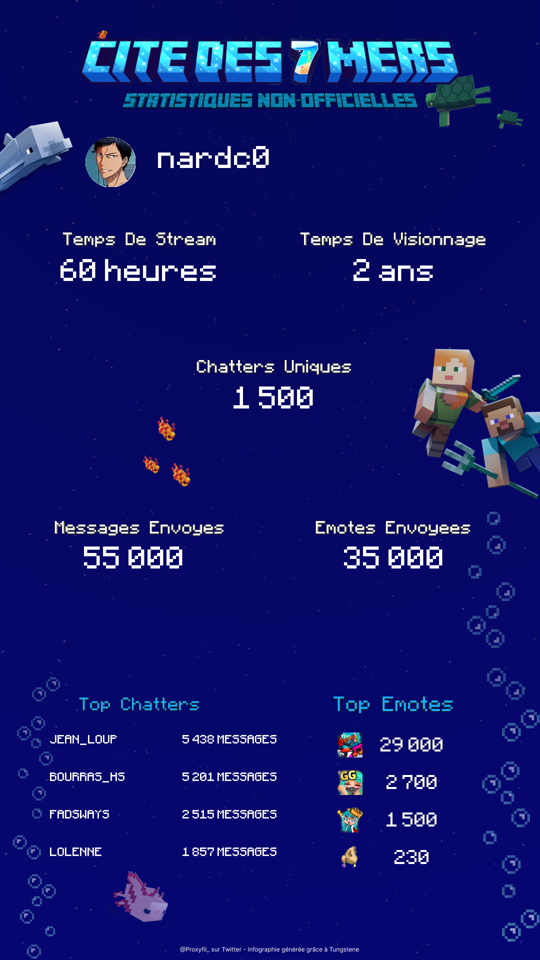 CITE DES 7 MERS
STATISTIQUES NON-OFFICIELLES
nardc0
Temps De Stream
60 heures
Temps De Visionnage
2 ans
Chatters Uniques
1 500
Messages Envoyes
55 000
Emotes Envoyees
35 000
Top Chatters
JEAN_LOUP 5 438 MESSAGES
BOURRAS_HS 5 201 MESSAGES
FADSWAYS 2 515 MESSAGES
LOLENNE 1 857 MESSAGES
Top Emotes
29 000
GG 2 700
1 500
230
@Proxyfil_ sur Twitter - Infographie générée grâce à Tungstene